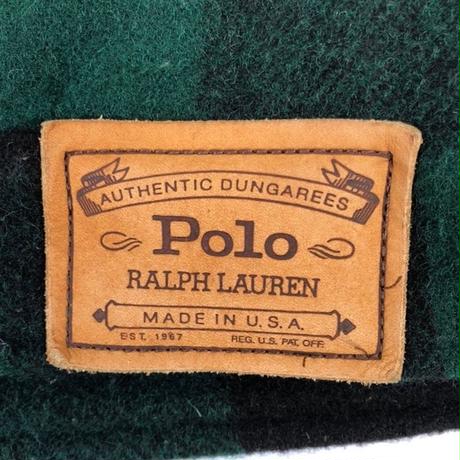 AUTHENTIC DUNGAREES
Polo
RALPH LAUREN
MADE IN U.S.A.
EST. 1967 REG. U.S. PAT. OFF.